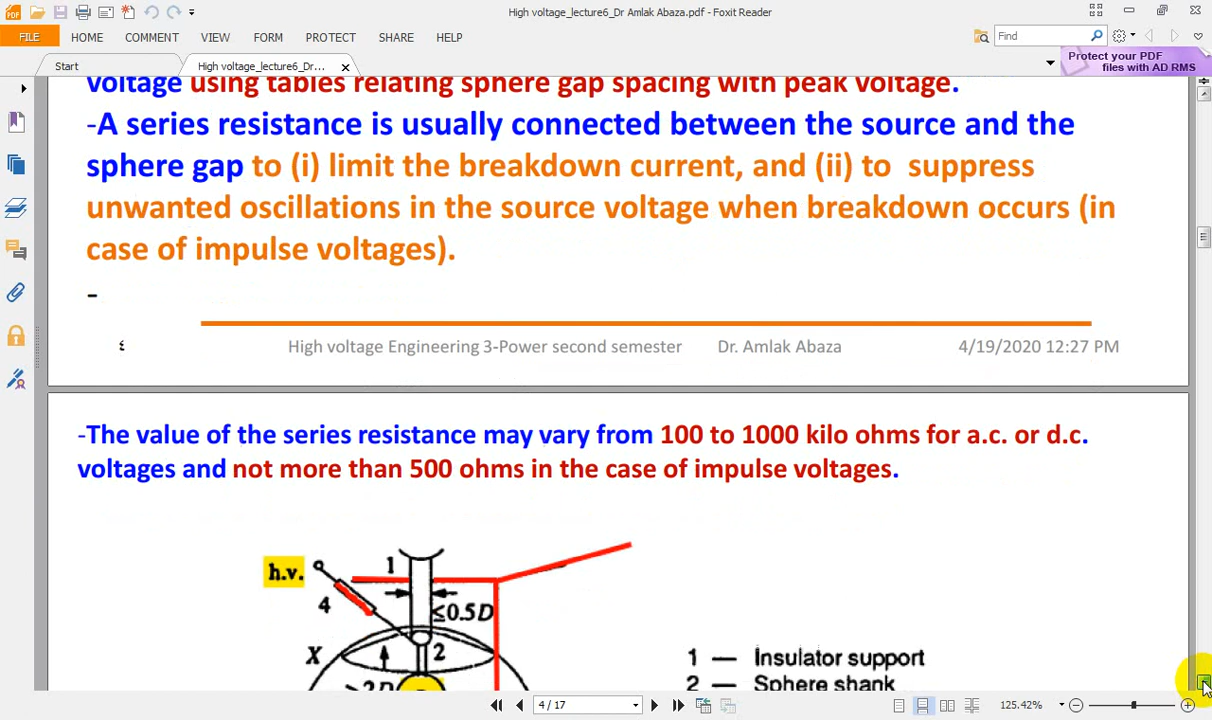 High voltage_lecture6_Dr Amlak Abaza.pdf - Foxit Reader
FILE HOME COMMENT VIEW FORM PROTECT SHARE HELP Find
Start High voltage_lecture6_Dr... Protect your PDF
files with AD RMS
voltage using tables relating sphere gap spacing with peak voltage.
-A series resistance is usually connected between the source and the
sphere gap to (i) limit the breakdown current, and (ii) to suppress
unwanted oscillations in the source voltage when breakdown occurs (in
case of impulse voltages).
-
٤ High voltage Engineering 3-Power second semester Dr. Amlak Abaza 4/19/2020 12:27 PM
-The value of the series resistance may vary from 100 to 1000 kilo ohms for a.c. or d.c.
voltages and not more than 500 ohms in the case of impulse voltages.
h.v. 1
4 ≤0.5D
X 2
1 — Insulator support
2 — Sphere shank
4 / 17 125.42%